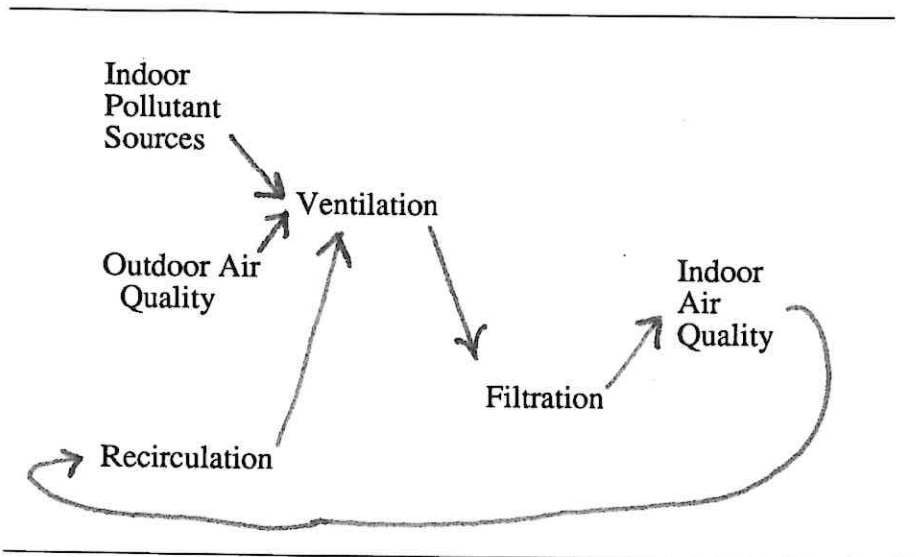 Indoor
Pollutant
Sources
Ventilation
Outdoor Air
Quality
Indoor
Air
Quality
Filtration
Recirculation